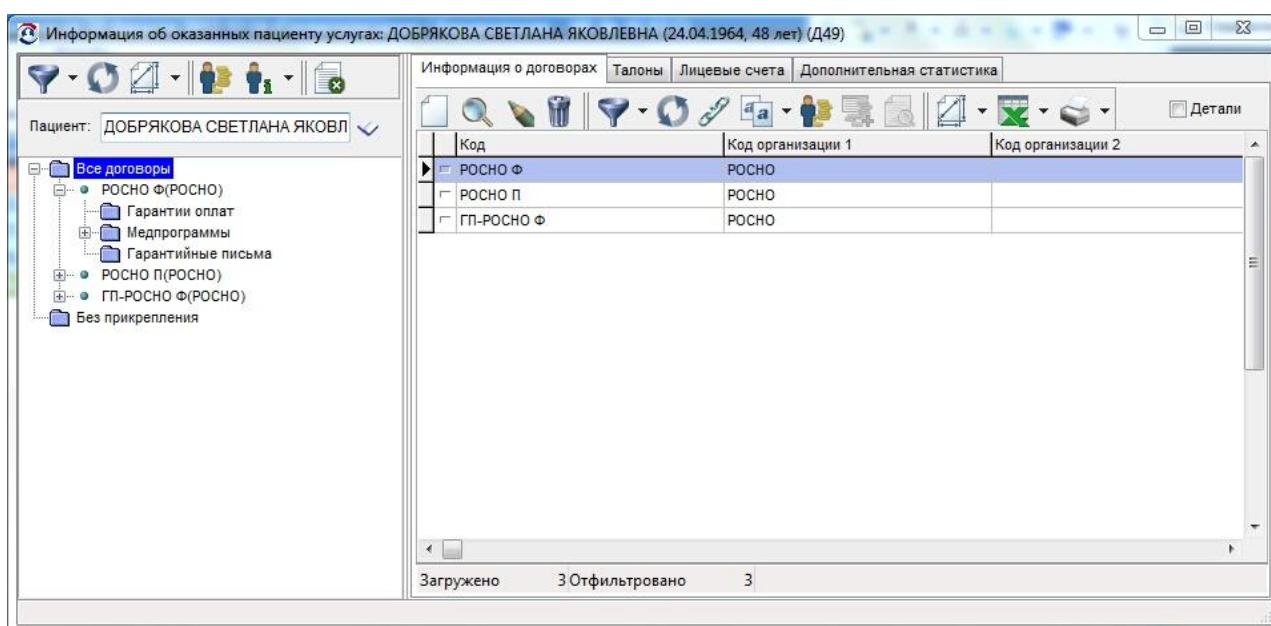 Информация об оказанных пациенту услугах: ДОБРЯКОВА СВЕТЛАНА ЯКОВЛЕВНА (24.04.1964, 48 лет) (Д49)
Информация о договорах Талоны Лицевые счета Дополнительная статистика
Пациент: ДОБРЯКОВА СВЕТЛАНА ЯКОВЛ
Все договоры
РОСНО Ф(РОСНО)
Гарантии оплат
Медпрограммы
Гарантийные письма
РОСНО П(РОСНО)
ГП-РОСНО Ф(РОСНО)
Без прикрепления
Детали
Код Код организации 1 Код организации 2
РОСНО Ф РОСНО
РОСНО П РОСНО
ГП-РОСНО Ф РОСНО
Загружено 3 Отфильтровано 3